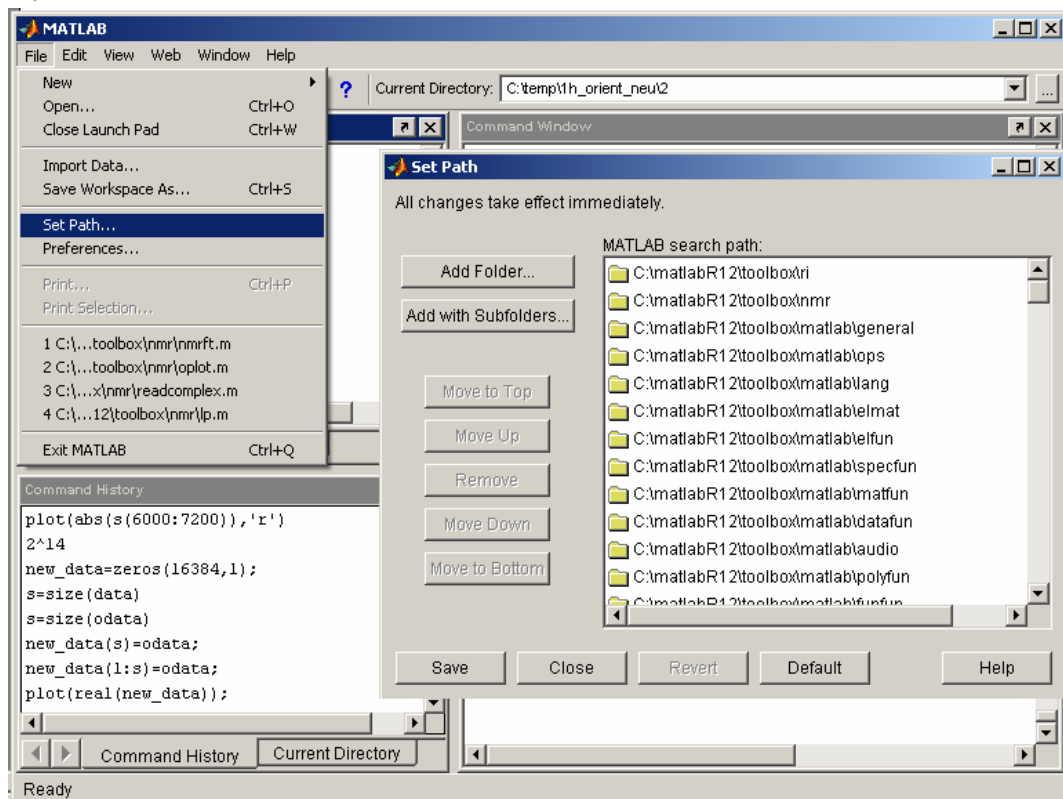 MATLAB
File Edit View Web Window Help
New
Open... Ctrl+O
Close Launch Pad Ctrl+W
Import Data...
Save Workspace As... Ctrl+S
Set Path...
Preferences...
Print... Ctrl+P
Print Selection...
1 C:\...toolbox\nmr\nmrft.m
2 C:\...toolbox\nmr\oplot.m
3 C:\...x\nmr\readcomplex.m
4 C:\...12\toolbox\nmr\lp.m
Exit MATLAB Ctrl+Q
? Current Directory: C:\temp\1h_orient_neu\2 ...
Command Window
Set Path
All changes take effect immediately.
MATLAB search path:
Add Folder...
Add with Subfolders...
Move to Top
Move Up
Remove
Move Down
Move to Bottom
C:\matlabR12\toolbox\ri
C:\matlabR12\toolbox\nmr
C:\matlabR12\toolbox\matlab\general
C:\matlabR12\toolbox\matlab\ops
C:\matlabR12\toolbox\matlab\lang
C:\matlabR12\toolbox\matlab\elmat
C:\matlabR12\toolbox\matlab\elfun
C:\matlabR12\toolbox\matlab\specfun
C:\matlabR12\toolbox\matlab\matfun
C:\matlabR12\toolbox\matlab\datafun
C:\matlabR12\toolbox\matlab\audio
C:\matlabR12\toolbox\matlab\polyfun
C:\matlabR12\toolbox\matlab\funfun
Save Close Revert Default Help
Command History
plot(abs(s(6000:7200)),'r')
2^14
new_data=zeros(16384,1);
s=size(data)
s=size(odata)
new_data(s)=odata;
new_data(1:s)=odata;
plot(real(new_data));
Command History Current Directory
Ready